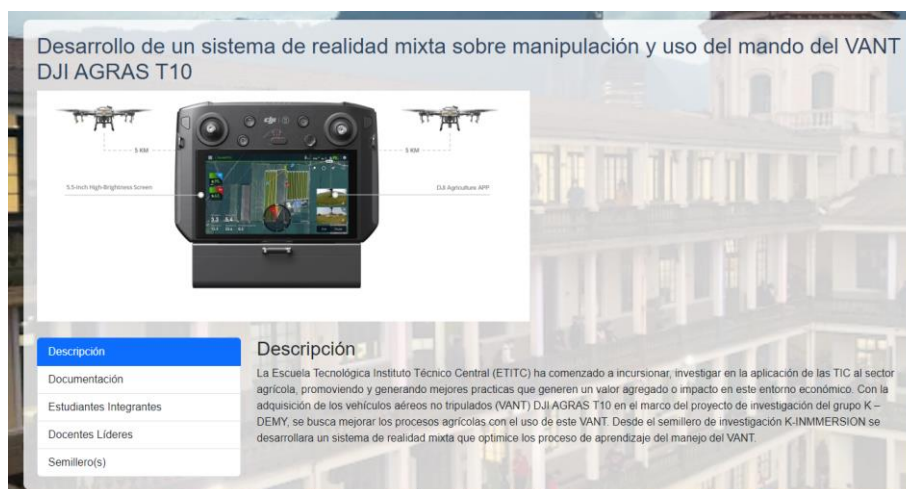 Desarrollo de un sistema de realidad mixta sobre manipulación y uso del mando del VANT
DJI AGRAS T10
5 KM
5 KM
5.5-inch High-Brightness Screen
DJI Agriculture APP
Descripción
Documentación
Estudiantes Integrantes
Docentes Líderes
Semillero(s)
Descripción
La Escuela Tecnológica Instituto Técnico Central (ETITC) ha comenzado a incursionar, investigar en la aplicación de las TIC al sector
agrícola, promoviendo y generando mejores practicas que generen un valor agregado o impacto en este entorno económico. Con la
adquisición de los vehículos aéreos no tripulados (VANT) DJI AGRAS T10 en el marco del proyecto de investigación del grupo K –
DEMY, se busca mejorar los procesos agrícolas con el uso de este VANT. Desde el semillero de investigación K-INMMERSION se
desarrollara un sistema de realidad mixta que optimice los proceso de aprendizaje del manejo del VANT.